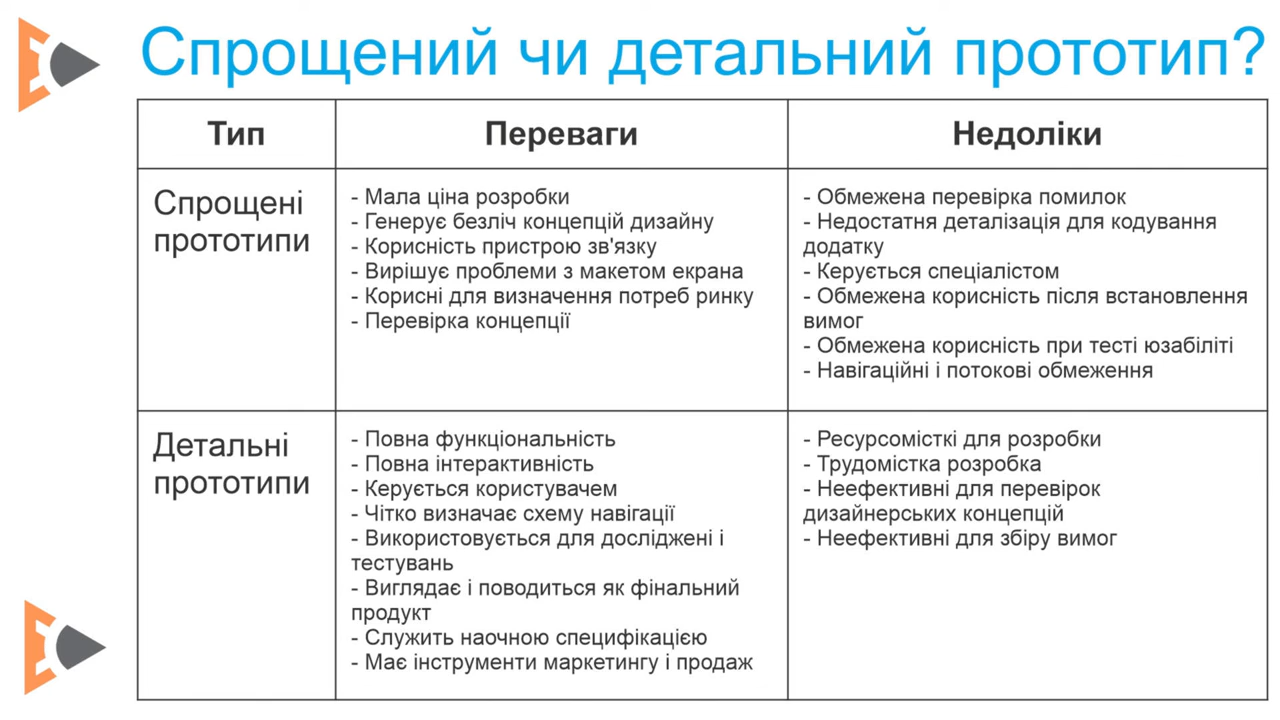 Спрощений чи детальний прототип?
Тип
Переваги
Недоліки
Спрощені
прототипи
- Мала ціна розробки
- Генерує безліч концепцій дизайну
- Корисність пристрою зв'язку
- Вирішує проблеми з макетом екрана
- Корисні для визначення потреб ринку
- Перевірка концепції
- Обмежена перевірка помилок
- Недостатня деталізація для кодування
додатку
- Керується спеціалістом
- Обмежена корисність після встановлення
вимог
- Обмежена корисність при тесті юзабіліті
- Навігаційні і потокові обмеження
Детальні
прототипи
- Повна функціональність
- Повна інтерактивність
- Керується користувачем
- Чітко визначає схему навігації
- Використовується для досліджені і
тестувань
- Виглядає і поводиться як фінальний
продукт
- Служить наочною специфікацією
- Має інструменти маркетингу і продаж
- Ресурсомісткі для розробки
- Трудомістка розробка
- Неефективні для перевірок
дизайнерських концепцій
- Неефективні для збіру вимог